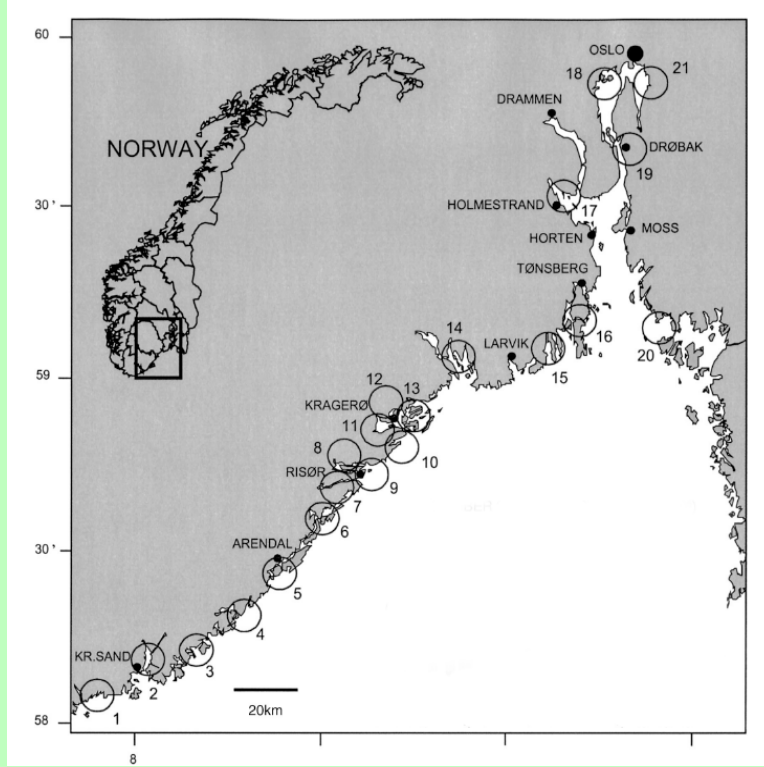 60
OSLO
18
21
DRAMMEN
NORWAY
DRØBAK
19
30'
HOLMESTRAND
17
MOSS
HORTEN
TØNSBERG
16
14
LARVIK
20
15
59
12
13
KRAGERØ
11
8
10
RISØR
9
7
6
ARENDAL
30'
5
4
KR.SAND
3
2
20km
1
58
8